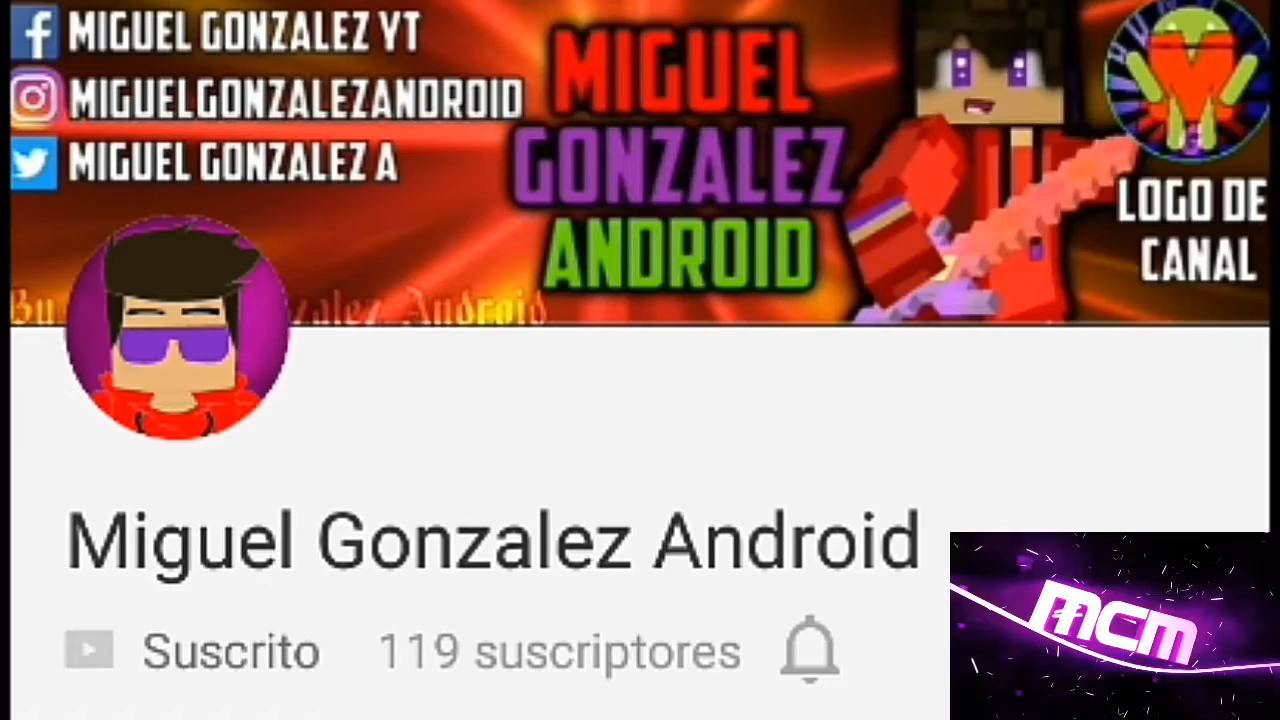 MIGUEL GONZALEZ YT
MIGUELGONZALEZANDROID
MIGUEL GONZALEZ A
MIGUEL
GONZALEZ
ANDROID
LOGO DE
CANAL
Android
Miguel Gonzalez Android
Suscrito 119 suscriptores
MCM